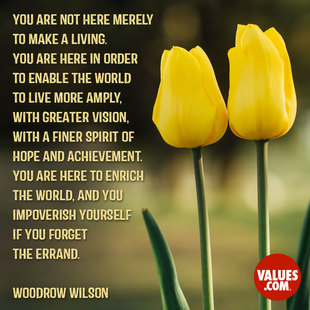 YOU ARE NOT HERE MERELY
TO MAKE A LIVING.
YOU ARE HERE IN ORDER
TO ENABLE THE WORLD
TO LIVE MORE AMPLY,
WITH GREATER VISION,
WITH A FINER SPIRIT OF
HOPE AND ACHIEVEMENT.
YOU ARE HERE TO ENRICH
THE WORLD, AND YOU
IMPOVERISH YOURSELF
IF YOU FORGET
THE ERRAND.
WOODROW WILSON
VALUES
.COM®